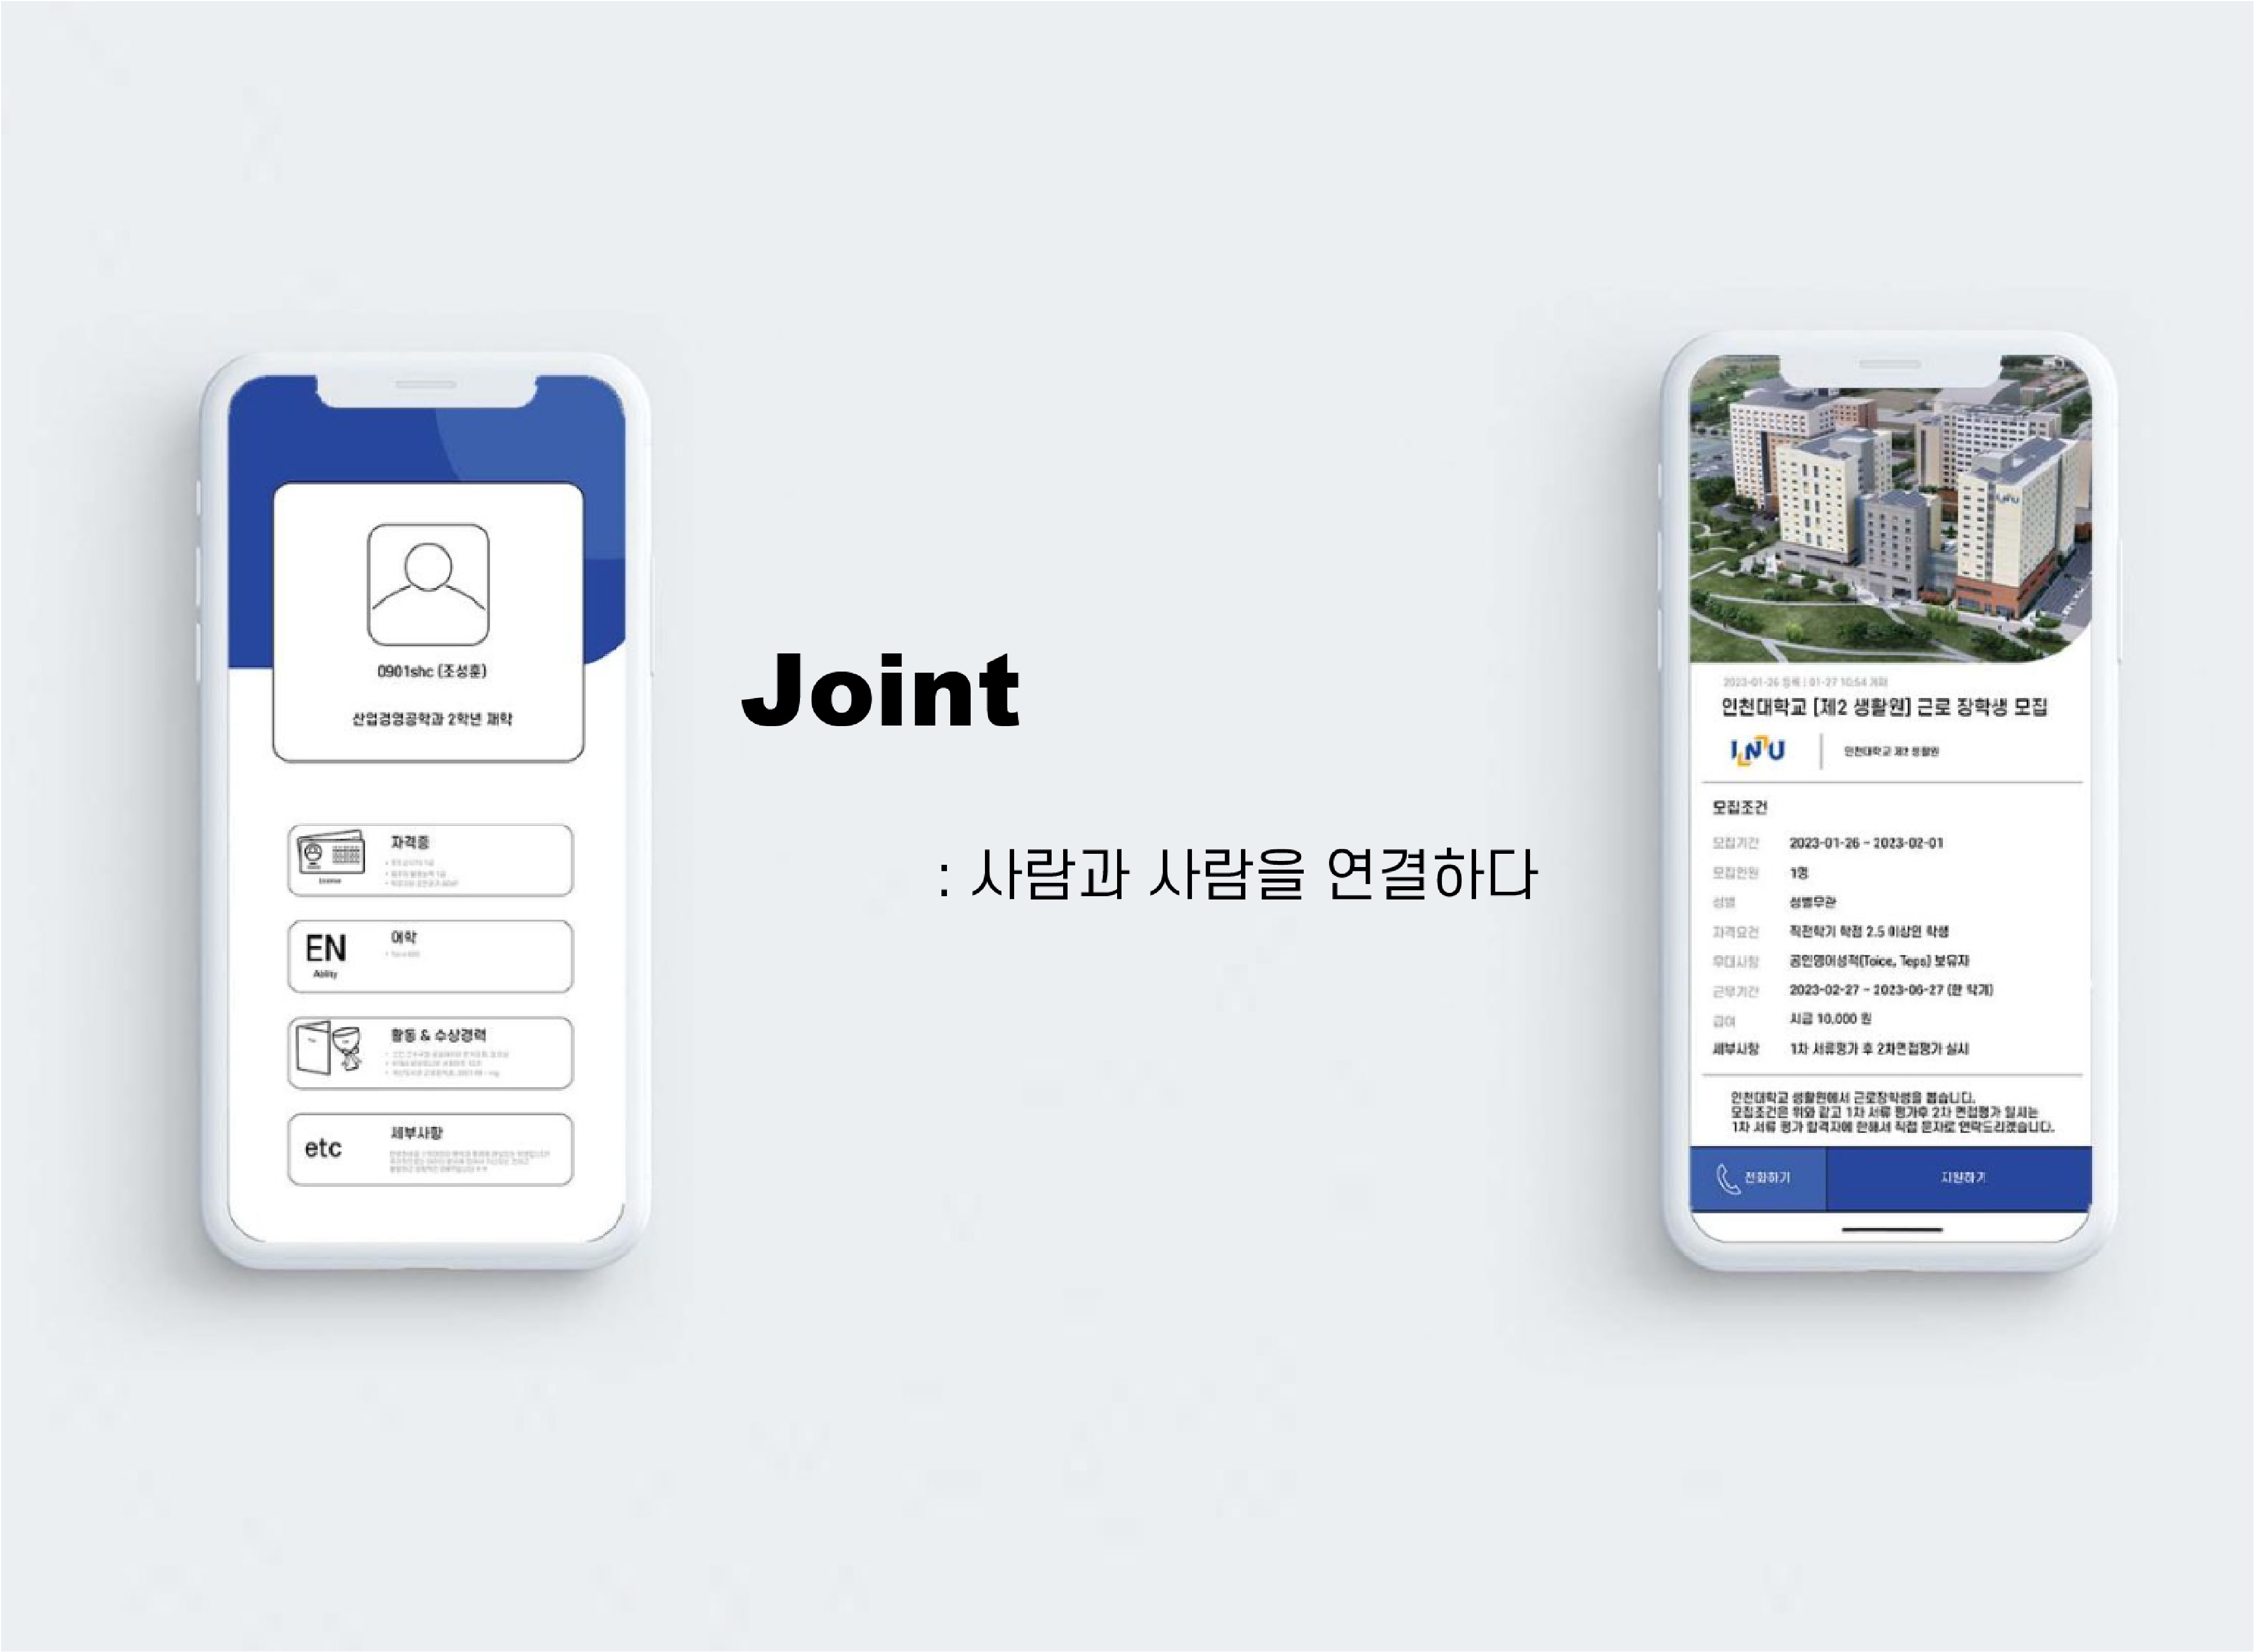 0901shc (조성훈)
산업경영공학과 2학년 재학
자격증
License
EN
Ability
어학
활동 & 수상경력
etc
세부사항
Joint
: 사람과 사람을 연결하다
INU
2023-01-26 등록 | 01-27 10:54 게재
인천대학교 [제2 생활원] 근로 장학생 모집
INU
인천대학교 제2 생활원
모집조건
모집기간 2023-01-26 ~ 2023-02-01
모집인원 1명
성별 성별무관
자격요건 직전학기 학점 2.5 이상인 학생
우대사항 공인영어성적(Toice, Teps) 보유자
근무기간 2023-02-27 ~ 2023-06-27 (한 학기)
급여 시급 10,000 원
세부사항 1차 서류평가 후 2차면접평가 실시
인천대학교 생활원에서 근로장학생을 뽑습니다.
모집조건은 위와 같고 1차 서류 평가후 2차 면접평가 일시는
1차 서류 평가 합격자에 한해서 직접 문자로 연락드리겠습니다.
전화하기
지원하기